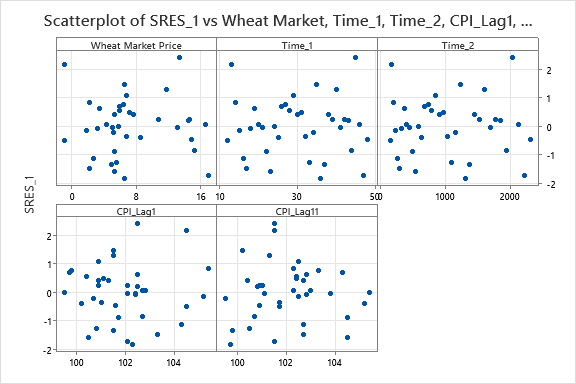 Scatterplot of SRES_1 vs Wheat Market, Time_1, Time_2, CPI_Lag1, ...
Wheat Market Price Time_1 Time_2
2
1
0
-1
-2
0 8 16 10 30 50 0 1000 2000
SRES_1
CPI_Lag1 CPI_Lag11
2
1
0
-1
-2
100 102 104 100 102 104